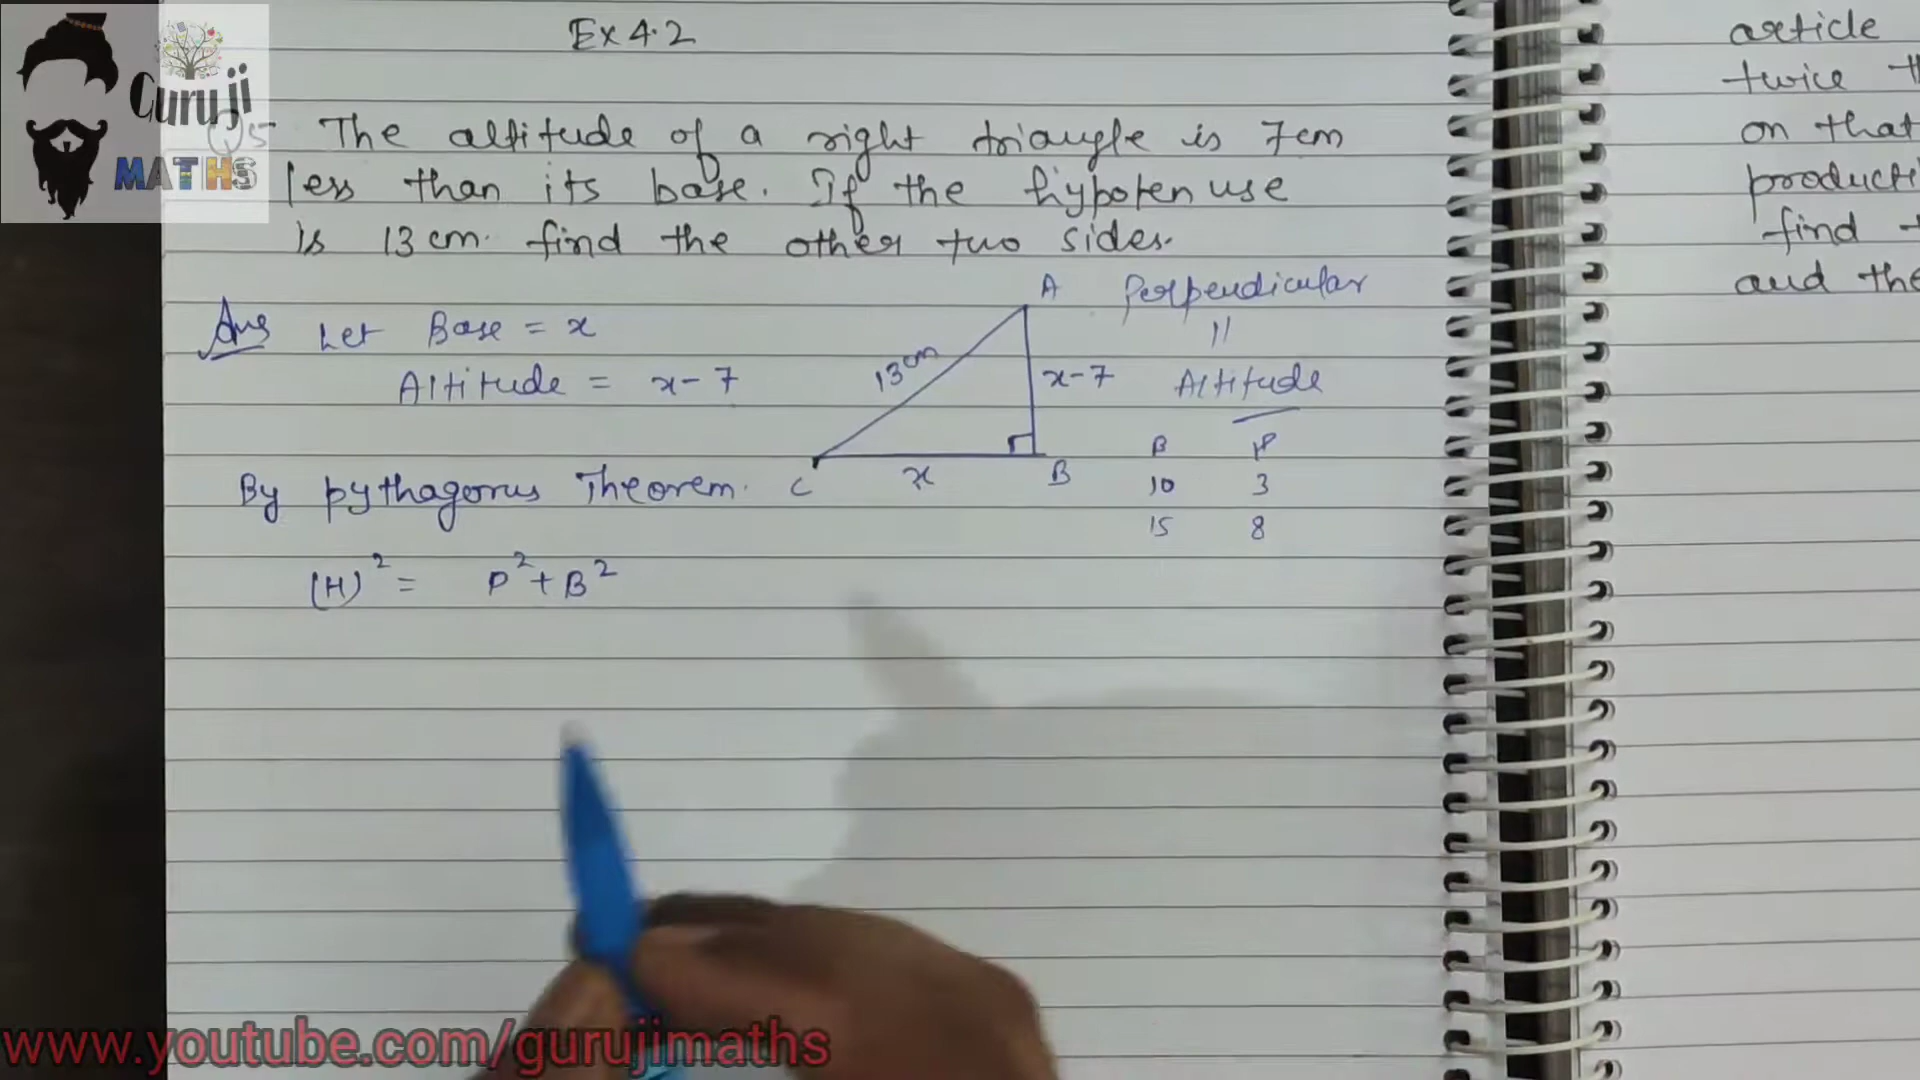 Ex 4.2
Guruji
MATHS
Q5 The altitude of a right triangle is 7cm
less than its base. If the hypotenuse
is 13 cm. find the other two sides.
Ans Let Base = x
Altitude = x-7
A
Perpendicular
||
Altitude
13cm
x-7
C
x
B
B P
10 3
15 8
By pythagorus Theorem.
(H)² = P²+B²
article
twice
on that
find
and the
www.youtube.com/gurujimaths